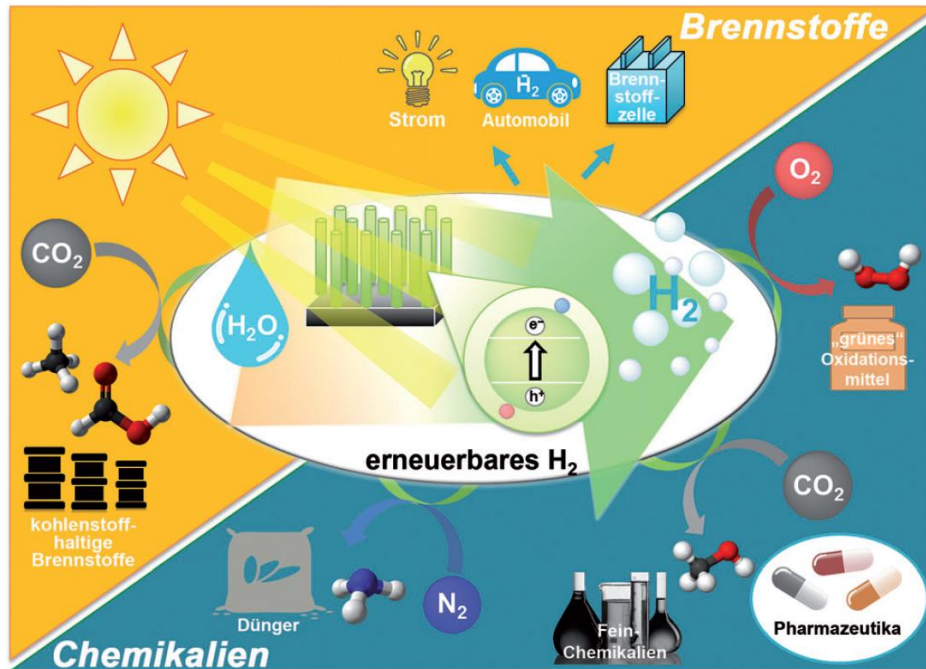 Brennstoffe
Strom
H₂
Automobil
Brenn-
stoff-
zelle
O₂
CO₂
H₂O
H₂
e⁻
h⁺
„grünes“
Oxidations-
mittel
erneuerbares H₂
kohlenstoff-
haltige
Brennstoffe
CO₂
Dünger
N₂
Fein-
Chemikalien
Pharmazeutika
Chemikalien